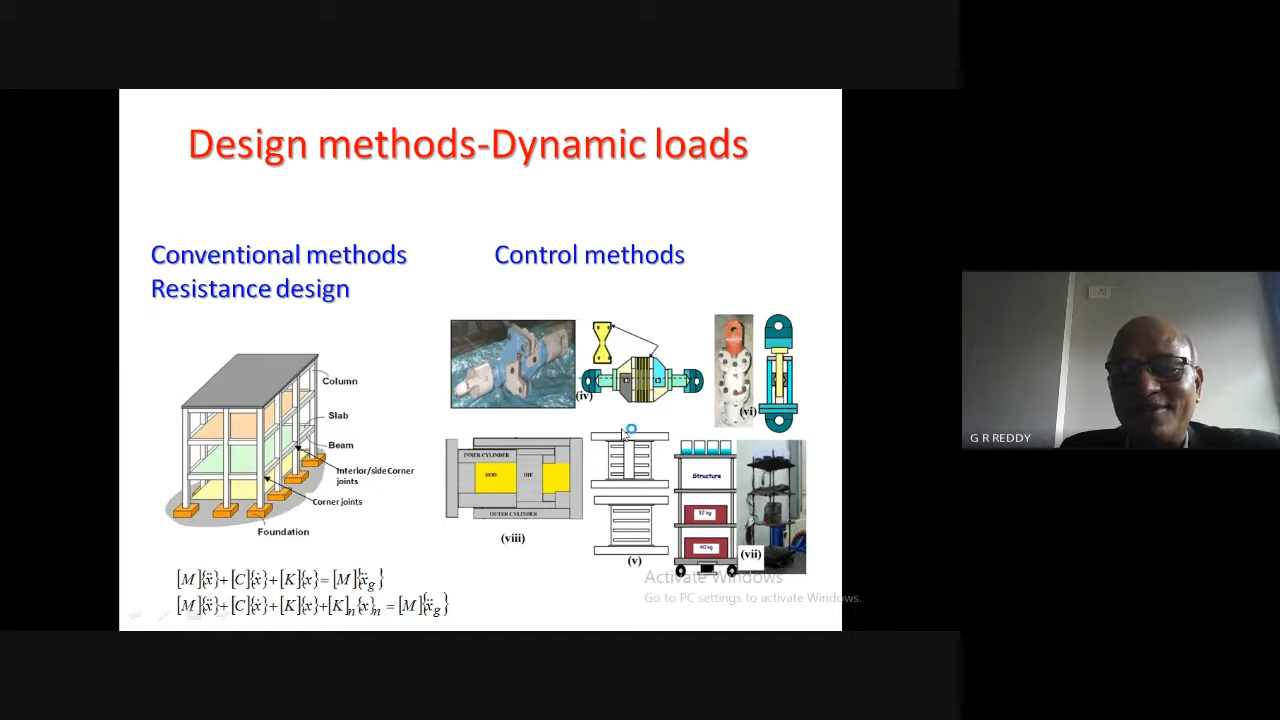 Design methods-Dynamic loads
Conventional methods
Resistance design
Control methods
Column
Slab
Beam
Interior/side Corner
joints
Corner joints
Foundation
(iv)
(vi)
INNER CYLINDER
ROD
DIE
OUTER CYLINDER
(viii)
(v)
Structure
32 kg
40 kg
(vii)
[M]{ẍ}+[C]{ẋ}+[K]{x}=[M]{ẍg}
[M]{ẍ}+[C]{ẋ}+[K]{x}+[K]n{x}n=[M]{ẍg}
Activate Windows
Go to PC settings to activate Windows.
G R REDDY